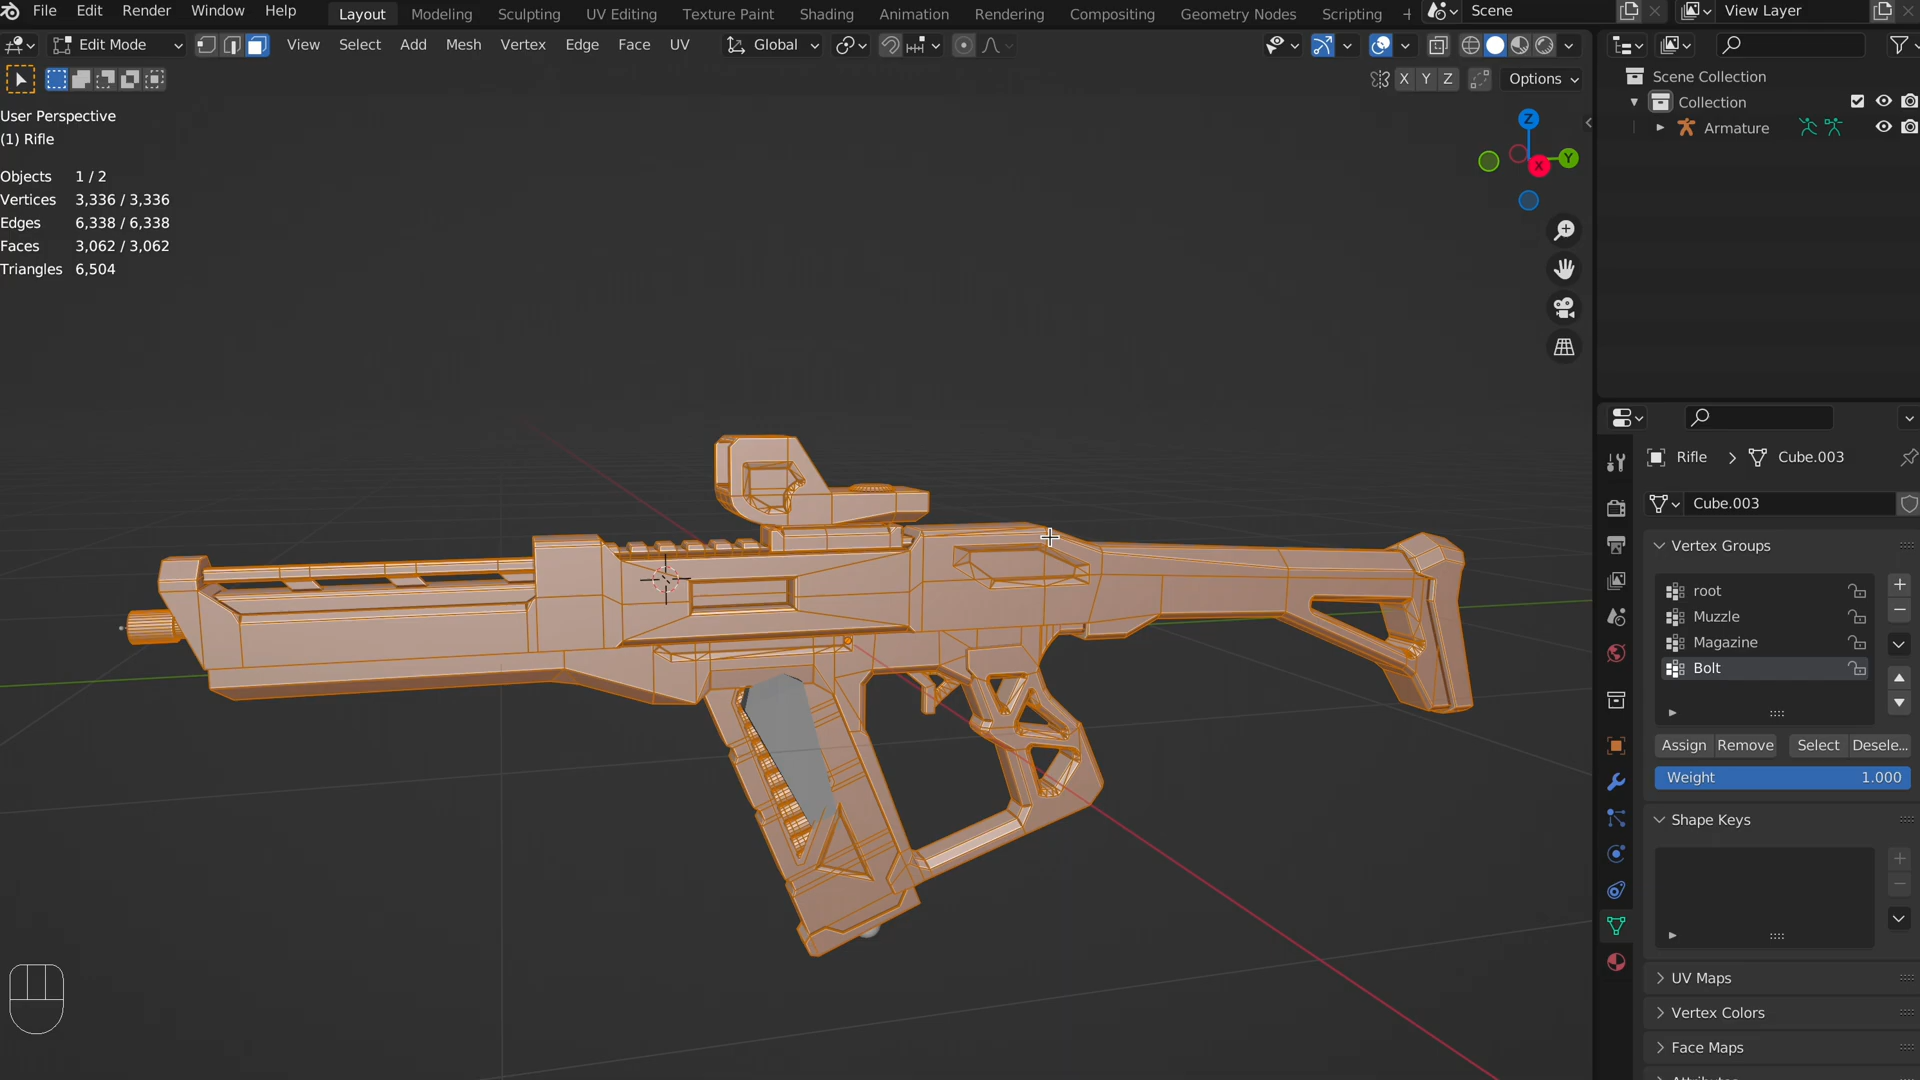 File Edit Render Window Help Layout Modeling Sculpting UV Editing Texture Paint Shading Animation Rendering Compositing Geometry Nodes Scripting + Scene View Layer
Edit Mode View Select Add Mesh Vertex Edge Face UV Global
X Y Z Options
User Perspective
(1) Rifle
Objects 1 / 2
Vertices 3,336 / 3,336
Edges 6,338 / 6,338
Faces 3,062 / 3,062
Triangles 6,504
Z
Y
X
Scene Collection
Collection
Armature
Rifle > Cube.003
Cube.003
Vertex Groups
root
Muzzle
Magazine
Bolt
Assign Remove Select Desele...
Weight 1.000
Shape Keys
UV Maps
Vertex Colors
Face Maps